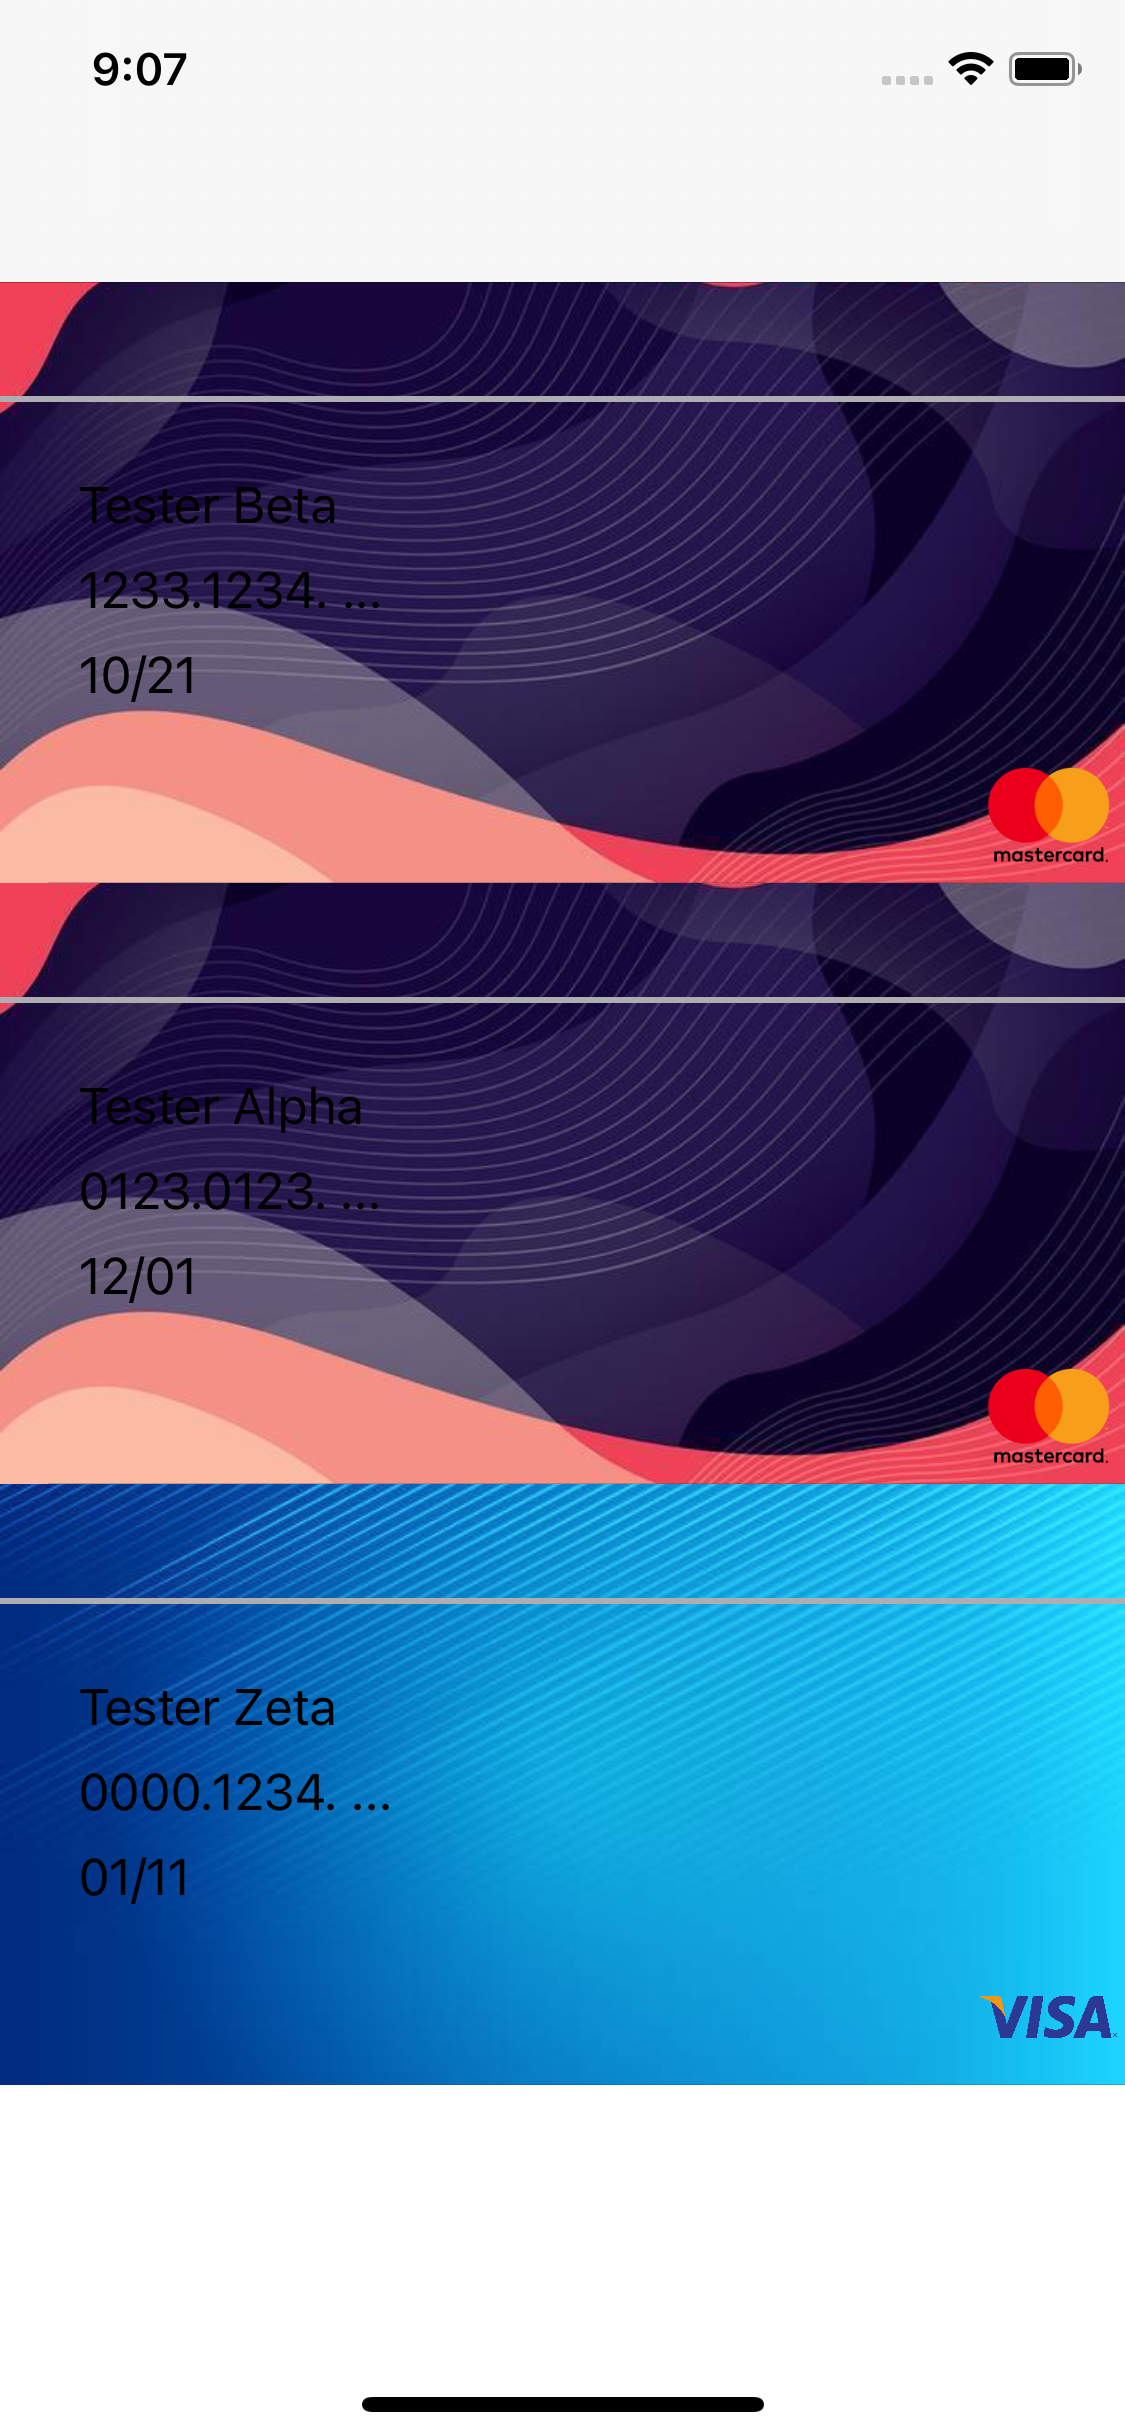 9:07
Tester Beta
1233.1234. ...
10/21
mastercard.
Tester Alpha
0123.0123. ...
12/01
mastercard.
Tester Zeta
0000.1234. ...
01/11
VISA